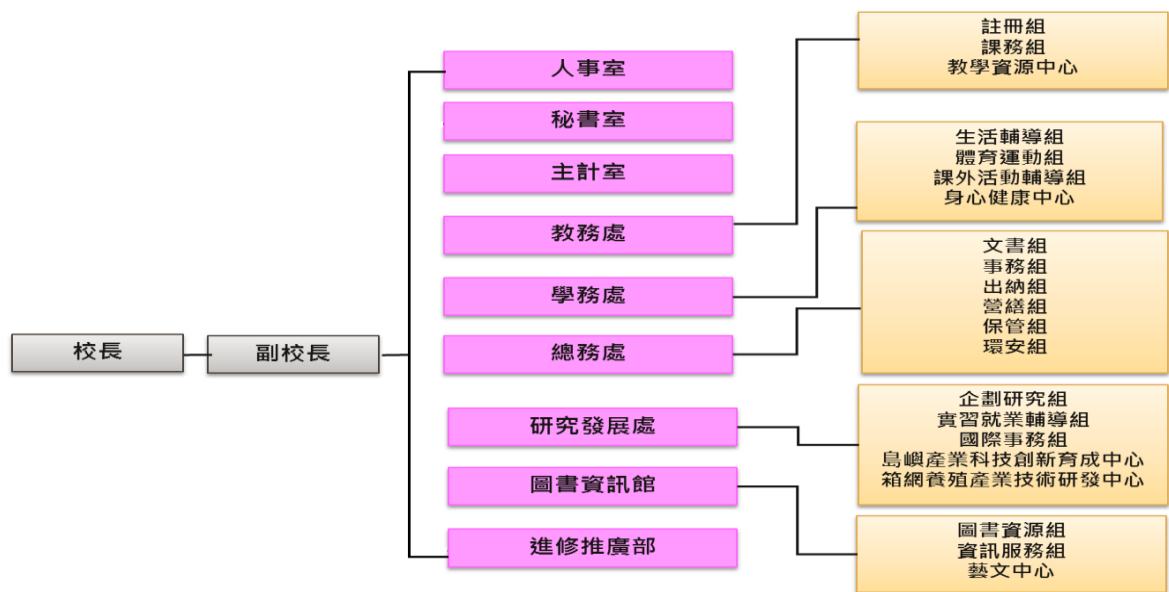 校長
副校長
人事室
秘書室
主計室
教務處
學務處
總務處
研究發展處
圖書資訊館
進修推廣部
註冊組
課務組
教學資源中心
生活輔導組
體育運動組
課外活動輔導組
身心健康中心
文書組
事務組
出納組
營繕組
保管組
環安組
企劃研究組
實習就業輔導組
國際事務組
島嶼產業科技創新育成中心
箱網養殖產業技術研發中心
圖書資源組
資訊服務組
藝文中心